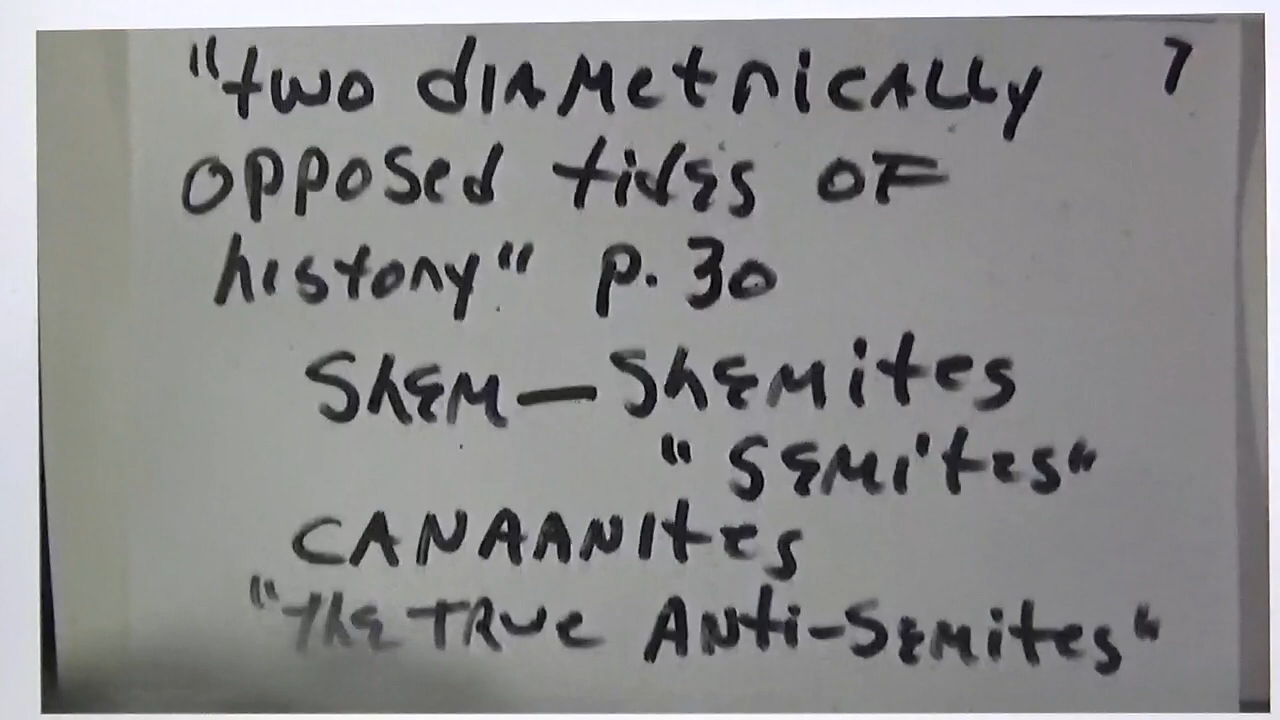 "two diametrically 7
opposed tides of
history" p. 30
Shem — Shemites
"Semites"
CANAANItes
"The TRUe Anti-Semites"